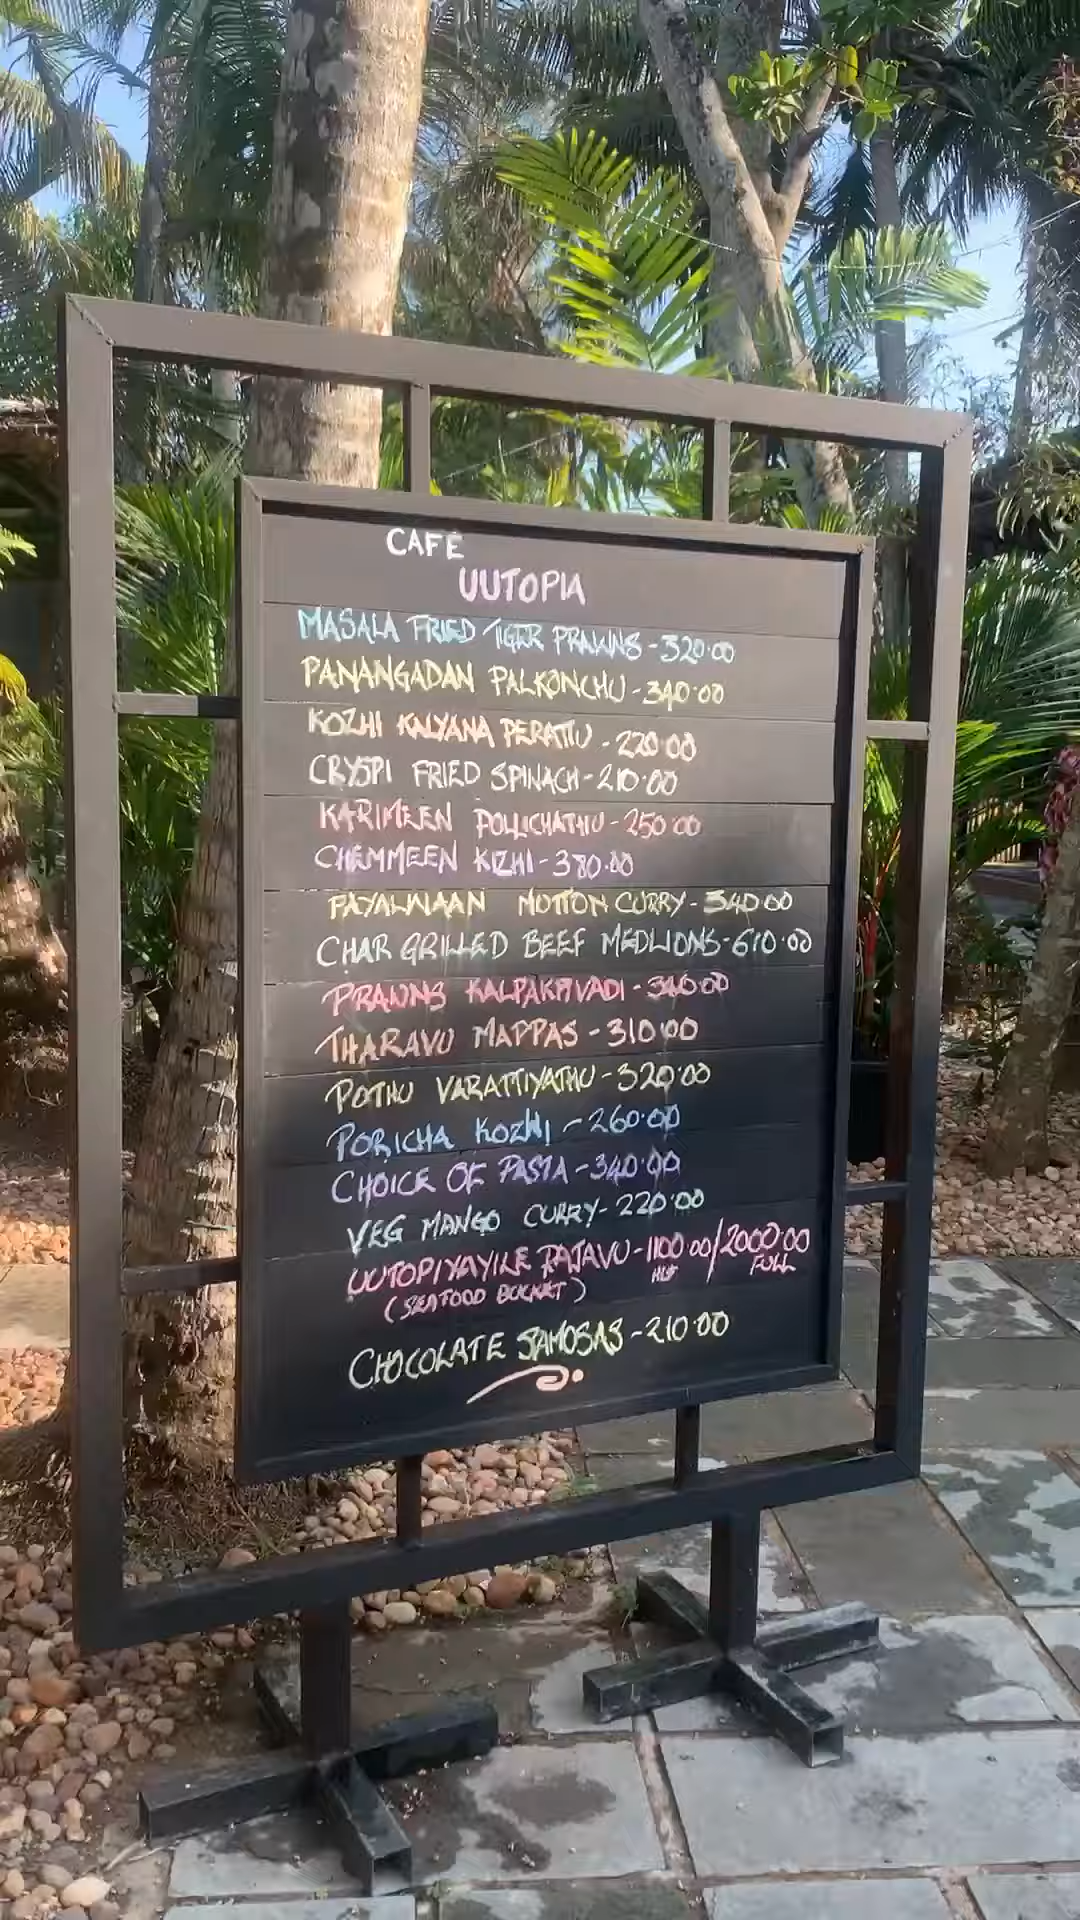 CAFÉ
UUTOPIA
MASALA FRIED TIGER PRAWNS - 320.00
PANANGADAN PALKONCHU - 340.00
KOZHI KALYANA PERATTU - 220.00
CRYSPI FRIED SPINACH - 210.00
KARIMEEN POLLICHATHU - 250.00
CHEMMEEN KIZHI - 380.00
FAYALWAAN MOTTON CURRY - 340.00
CHAR GRILLED BEEF MEDLIONS - 610.00
PRAWNS KALPAKAVADI - 340.00
THARAVU MAPPAS - 310.00
POTHU VARATTIYATHU - 320.00
PORICHA KOZHI - 260.00
CHOICE OF PASTA - 340.00
VEG MANGO CURRY - 220.00
UUTOPIYAYILE RAJAVU - 1100.00/2000.00
HLF FULL
(SEAFOOD BUCKET)
CHOCOLATE SAMOSAS - 210.00